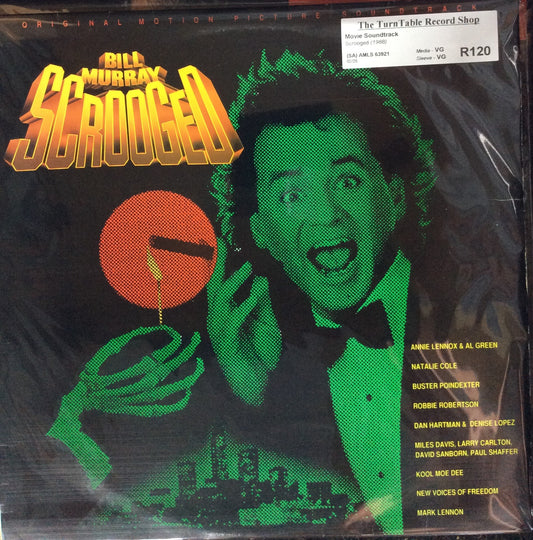 ORIGINAL MOTION PICTURE SOUNDTRACK
The TurnTable Record Shop
Movie Soundtrack
Scrooged (1988)
(SA) AMLS 63921
Media - VG
Sleeve - VG
R120
BILL
MURRAY
SCROOGED
ANNIE LENNOX & AL GREEN
NATALIE COLE
BUSTER POINDEXTER
ROBBIE ROBERTSON
DAN HARTMAN & DENISE LOPEZ
MILES DAVIS, LARRY CARLTON,
DAVID SANBORN, PAUL SHAFFER
KOOL MOE DEE
NEW VOICES OF FREEDOM
MARK LENNON